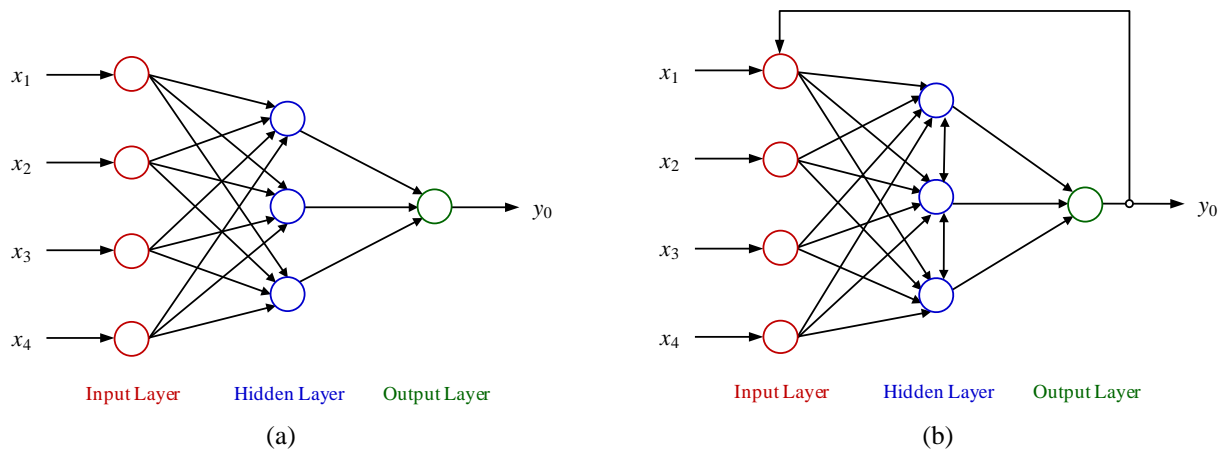 x1
x2
x3
x4
y0
Input Layer
Hidden Layer
Output Layer
(a)
x1
x2
x3
x4
y0
Input Layer
Hidden Layer
Output Layer
(b)